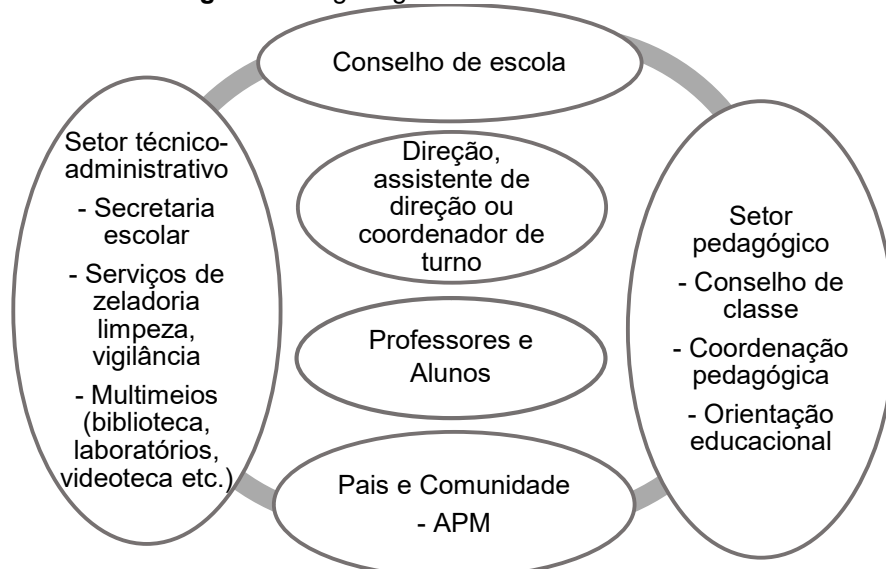 Conselho de escola
Setor técnico-
administrativo
- Secretaria
escolar
- Serviços de
zeladoria
limpeza,
vigilância
- Multimeios
(biblioteca,
laboratórios,
videoteca etc.)
Direção,
assistente de
direção ou
coordenador de
turno
Professores e
Alunos
Pais e Comunidade
- APM
Setor
pedagógico
- Conselho de
classe
- Coordenação
pedagógica
- Orientação
educacional